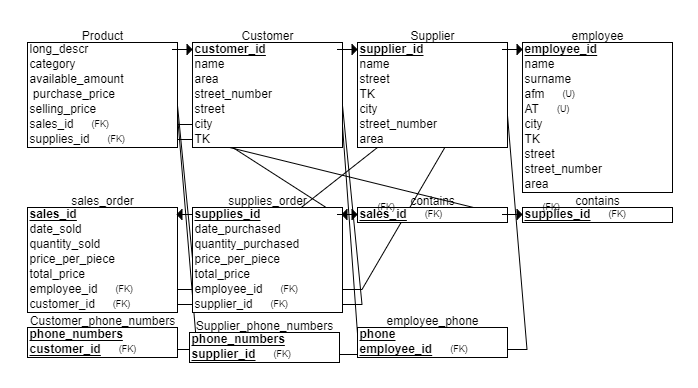 Product
long_descr
category
available_amount
purchase_price
selling_price
sales_id (FK)
supplies_id (FK)
Customer
customer_id
name
area
street_number
street
city
TK
Supplier
supplier_id
name
street
TK
city
street_number
area
employee
employee_id
name
surname
afm (U)
AT (U)
city
TK
street
street_number
area
sales_order
sales_id
date_sold
quantity_sold
price_per_piece
total_price
employee_id (FK)
customer_id (FK)
supplies_order
supplies_id
date_purchased
quantity_purchased
price_per_piece
total_price
employee_id (FK)
supplier_id (FK)
contains
(FK)
sales_id (FK)
contains
(FK)
supplies_id (FK)
Customer_phone_numbers
phone_numbers
customer_id (FK)
Supplier_phone_numbers
phone_numbers
supplier_id (FK)
employee_phone
phone
employee_id (FK)